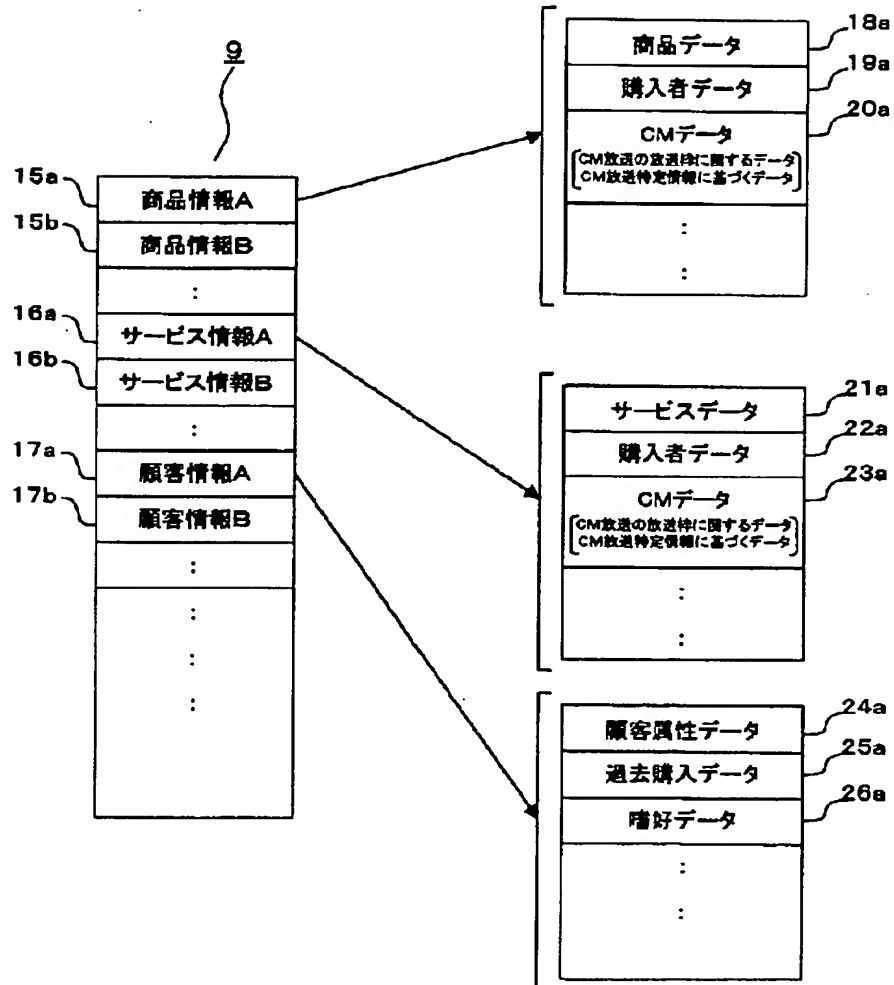 9
15a
商品情報A
15b
商品情報B
:
16a
サービス情報A
16b
サービス情報B
:
17a
顧客情報A
17b
顧客情報B
:
:
:
:
18a
商品データ
19a
購入者データ
20a
CMデータ
CM放送の放送枠に関するデータ
CM放送特定情報に基づくデータ
:
:
21a
サービスデータ
22a
購入者データ
23a
CMデータ
CM放送の放送枠に関するデータ
CM放送特定情報に基づくデータ
:
:
24a
顧客属性データ
25a
過去購入データ
26a
嗜好データ
:
: